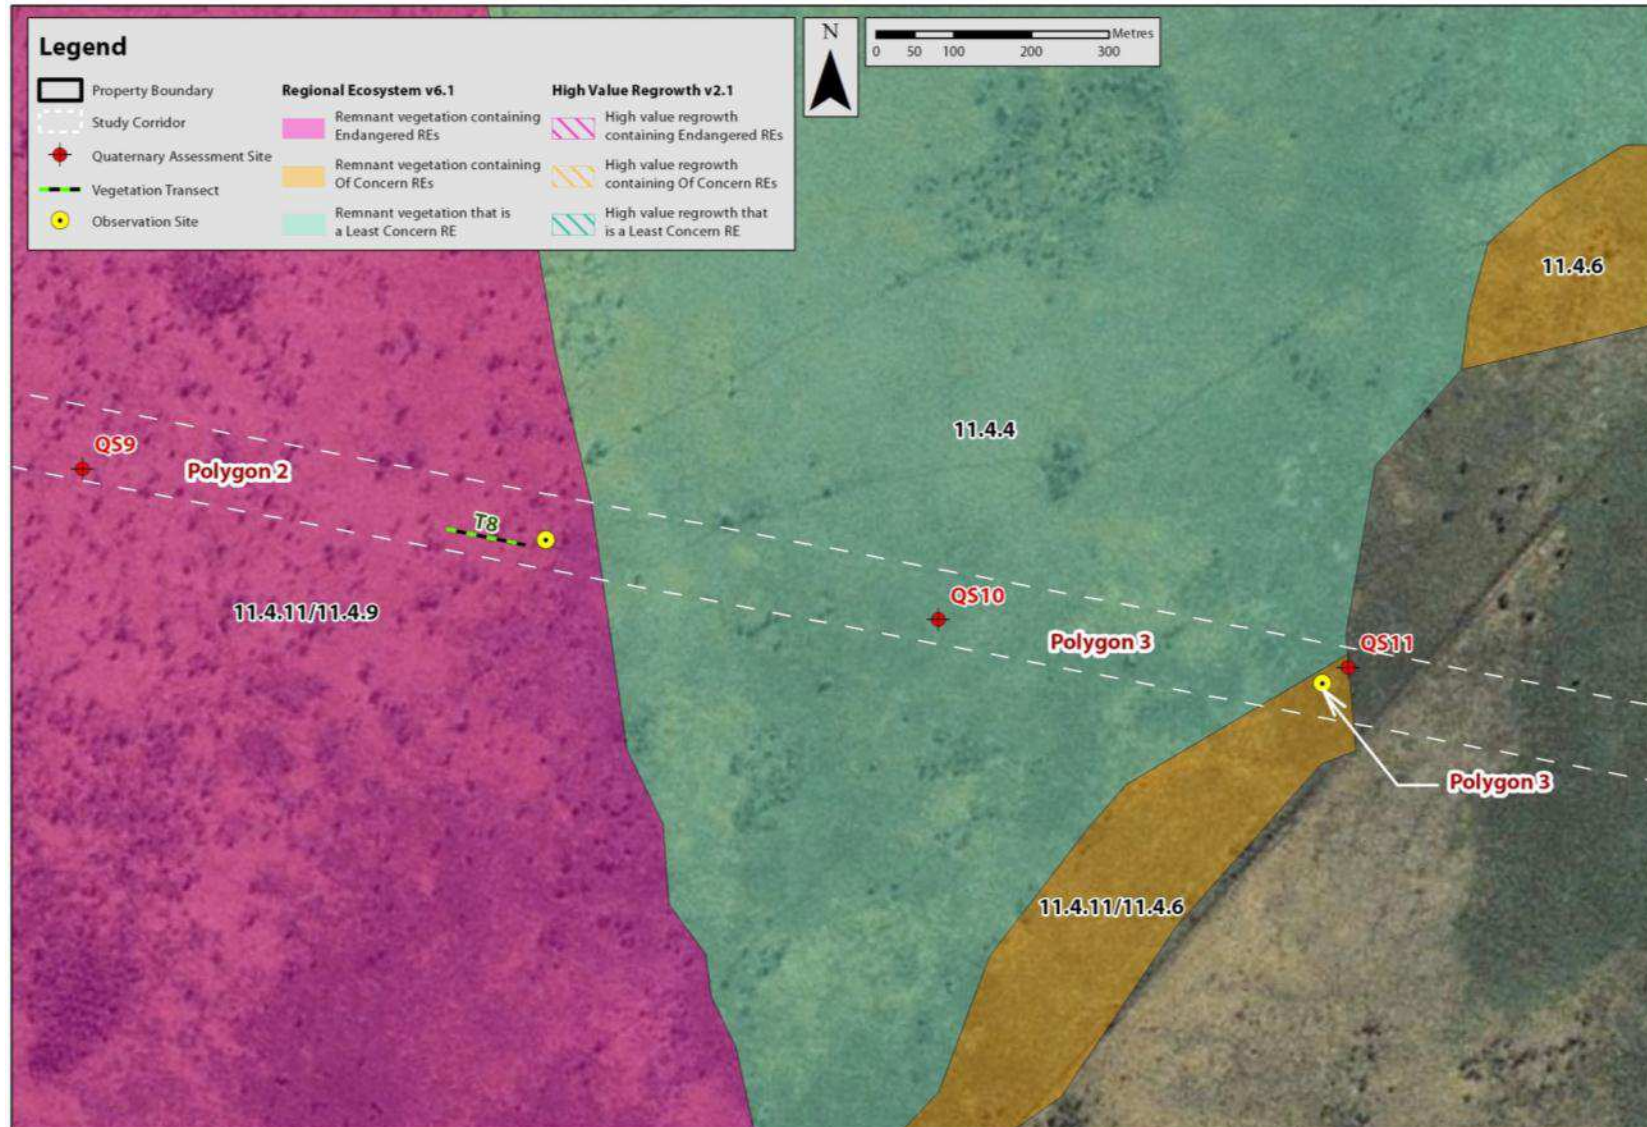 Legend
Property Boundary
Study Corridor
Quaternary Assessment Site
Vegetation Transect
Observation Site
Regional Ecosystem v6.1
Remnant vegetation containing
Endangered REs
Remnant vegetation containing
Of Concern REs
Remnant vegetation that is
a Least Concern RE
High Value Regrowth v2.1
High value regrowth
containing Endangered REs
High value regrowth
containing Of Concern REs
High value regrowth that
is a Least Concern RE
N
Metres
0 50 100 200 300
11.4.6
11.4.4
QS9
Polygon 2
T8
11.4.11/11.4.9
QS10
Polygon 3
QS11
Polygon 3
11.4.11/11.4.6